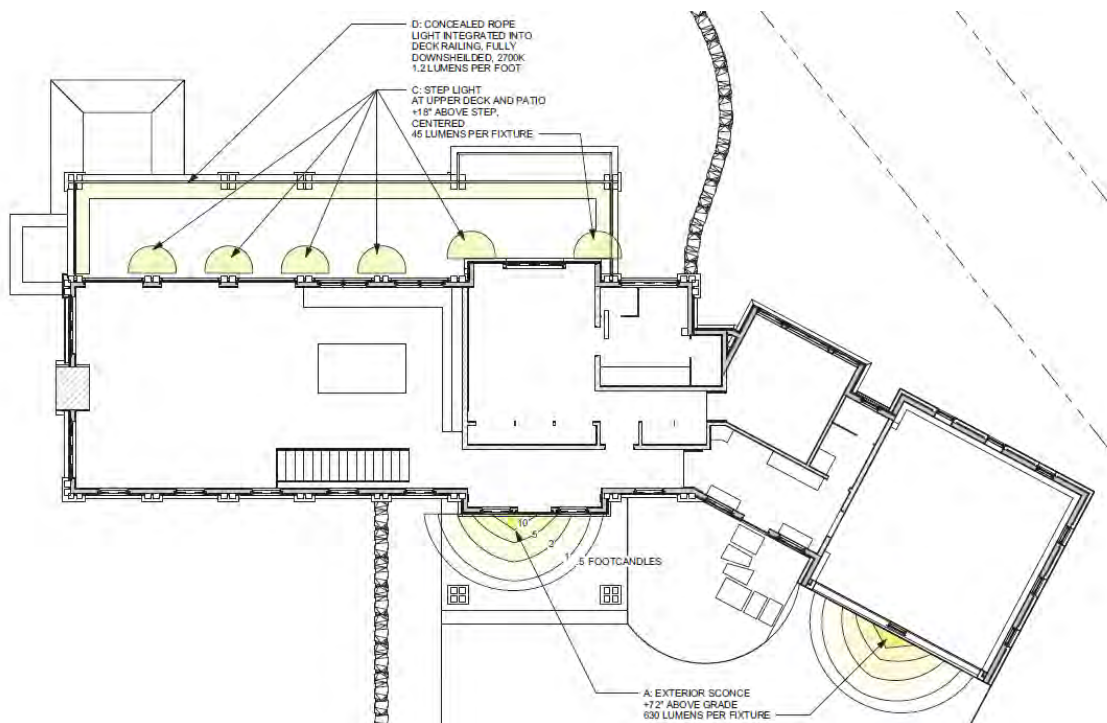 D: CONCEALED ROPE
LIGHT INTEGRATED INTO
DECK RAILING, FULLY
DOWNSHEILDED, 2700K
1.2 LUMENS PER FOOT
C: STEP LIGHT
AT UPPER DECK AND PATIO
+18" ABOVE STEP,
CENTERED
45 LUMENS PER FIXTURE
10
5
2
1
.5 FOOTCANDLES
A: EXTERIOR SCONCE
+72" ABOVE GRADE
630 LUMENS PER FIXTURE